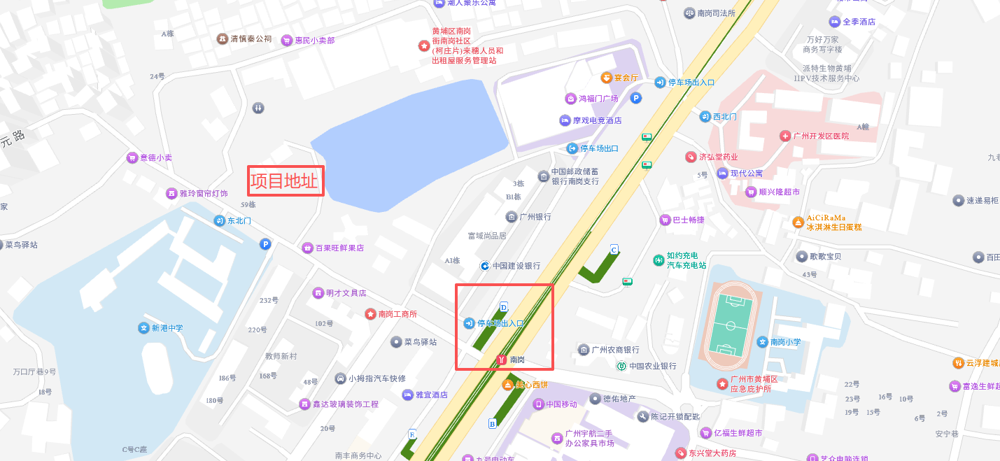 潮人聚乐公寓
南岗司法所
全季酒店
A栋
清慎秦公祠
惠民小卖部
黄埔区南岗
街南岗社区
(柯庄片)来穗人员和
出租屋服务管理站
万好万家
商务写字楼
派特生物黄埔
IIPV技术服务中心
24号
宴会厅
停车场出入口
鸿福门广场
P
摩戏电竞酒店
西北门
A幢
广州开发区医院
元路
停车场出口
意德小卖
济弘堂药业
九巷
项目地址
中国邮政储蓄
银行南岗支行
5号
现代公寓
3栋
B1栋
雅玲窗帘灯饰
顺兴隆超市
59栋
速递易柜
家
东北门
广州银行
巴士畅捷
AiCiRaMa
冰淇淋生日蛋糕
富域尚品居
菜鸟驿站
P
百果旺鲜果店
C
如约充电
汽车充电站
歌歌宝贝
百田
A1栋
中国建设银行
43号
明才文具店
232号
D
南岗工商所
102号
停车场出入口
新港中学
220号
菜鸟驿站
南岗小学
教师新村
广州农商银行
南岗
中国农业银行
云浮建城
万口厅巷9号
186号
168号
48号
小拇指汽车快修
美心西饼
广州市黄埔区
应急庇护所
22号
富逸生鲜超
18号
180号
鑫达玻璃装饰工程
雅宜酒店
中国移动
德佑地产
23号
16号
10号
19号
15号
2号
6号
B
陈记开锁配匙
20号
E
广州宇航二手
办公家具市场
亿福生鲜超市
安宁巷
C号C座
南丰商务中心
东兴堂大药房
九号电动车
艺众电脑连锁